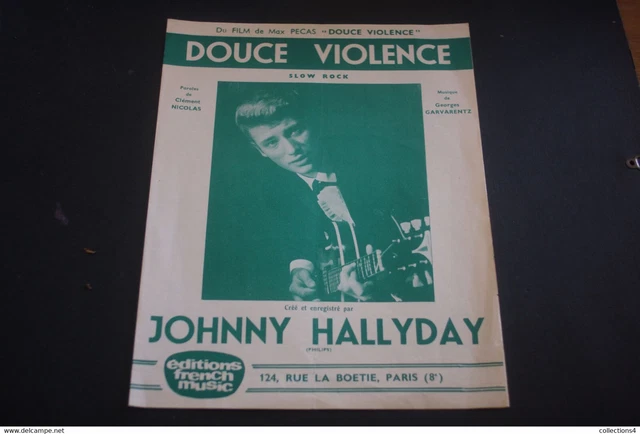 DU FILM de Max PECAS "DOUCE VIOLENCE"
DOUCE VIOLENCE
SLOW ROCK
Paroles
de
Clément
NICOLAS
Musique
de
Georges
GARVARENTZ
Créé et enregistré par
JOHNNY HALLYDAY
(PHILIPS)
editions
french
music
124, RUE LA BOETIE, PARIS (8e)
www.delcampe.net
collections4